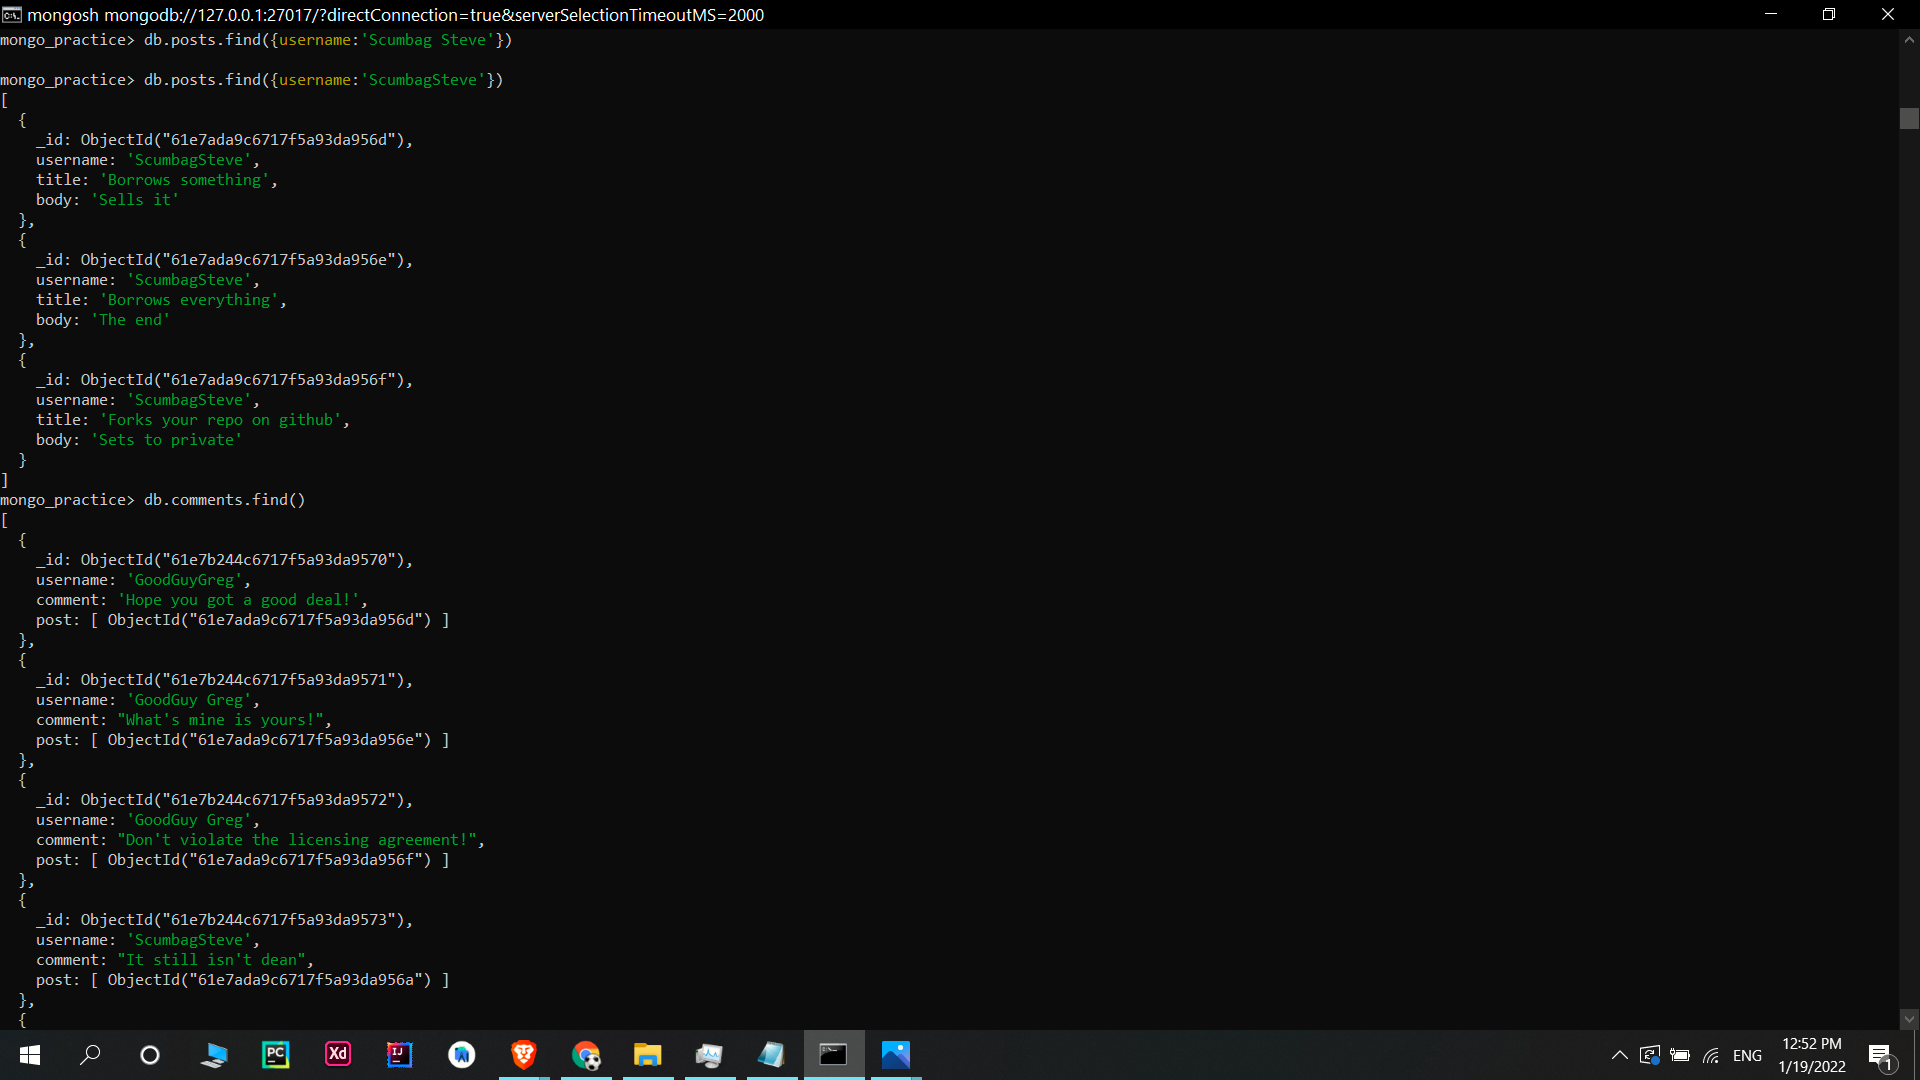 mongosh mongodb://127.0.0.1:27017/?directConnection=true&serverSelectionTimeoutMS=2000
mongo_practice> db.posts.find({username:'Scumbag Steve'})
mongo_practice> db.posts.find({username:'ScumbagSteve'})
[
  {
    _id: ObjectId("61e7ada9c6717f5a93da956d"),
    username: 'ScumbagSteve',
    title: 'Borrows something',
    body: 'Sells it'
  },
  {
    _id: ObjectId("61e7ada9c6717f5a93da956e"),
    username: 'ScumbagSteve',
    title: 'Borrows everything',
    body: 'The end'
  },
  {
    _id: ObjectId("61e7ada9c6717f5a93da956f"),
    username: 'ScumbagSteve',
    title: 'Forks your repo on github',
    body: 'Sets to private'
  }
]
mongo_practice> db.comments.find()
[
  {
    _id: ObjectId("61e7b244c6717f5a93da9570"),
    username: 'GoodGuyGreg',
    comment: 'Hope you got a good deal!',
    post: [ ObjectId("61e7ada9c6717f5a93da956d") ]
  },
  {
    _id: ObjectId("61e7b244c6717f5a93da9571"),
    username: 'GoodGuy Greg',
    comment: "What's mine is yours!",
    post: [ ObjectId("61e7ada9c6717f5a93da956e") ]
  },
  {
    _id: ObjectId("61e7b244c6717f5a93da9572"),
    username: 'GoodGuy Greg',
    comment: "Don't violate the licensing agreement!",
    post: [ ObjectId("61e7ada9c6717f5a93da956f") ]
  },
  {
    _id: ObjectId("61e7b244c6717f5a93da9573"),
    username: 'ScumbagSteve',
    comment: "It still isn't dean",
    post: [ ObjectId("61e7ada9c6717f5a93da956a") ]
  },
  {
PC
Xd
IJ
ENG
12:52 PM
1/19/2022
1